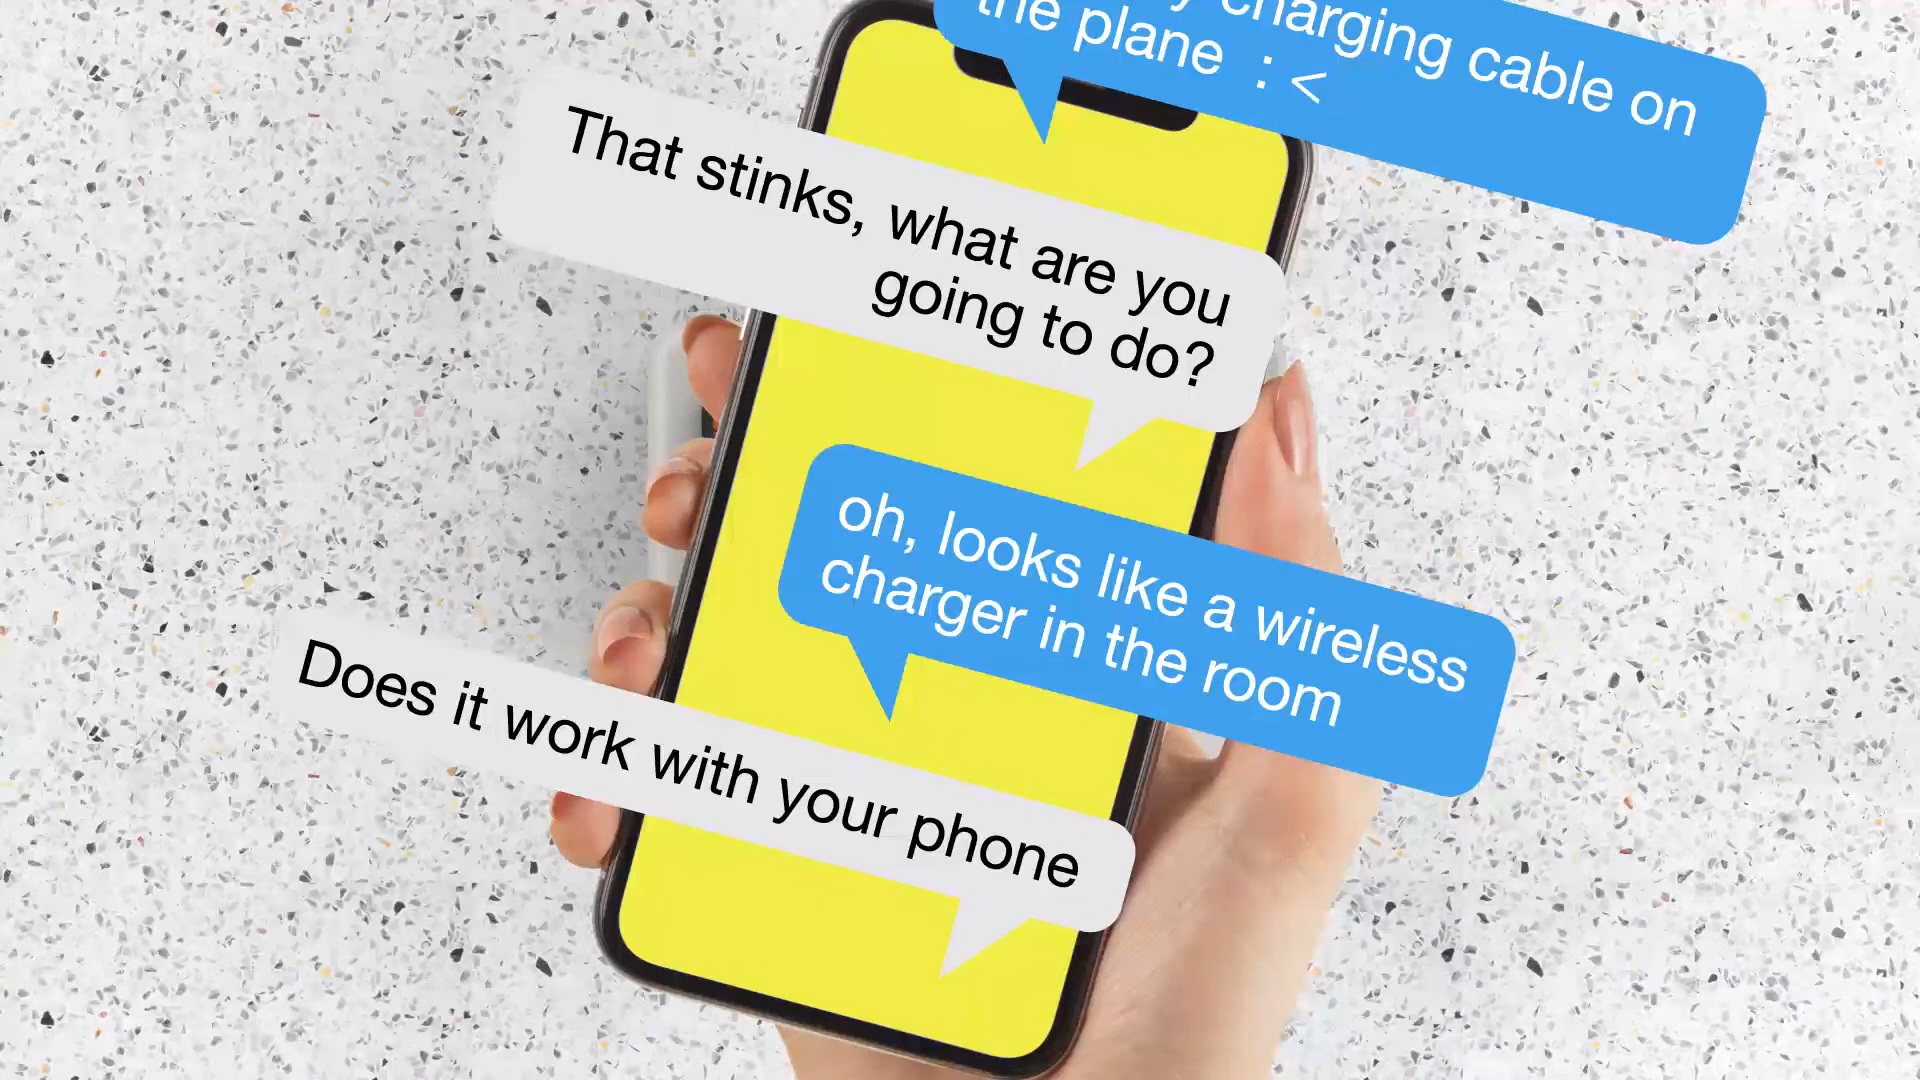 charging cable on
the plane : <
That stinks, what are you
going to do?
oh, looks like a wireless
charger in the room
Does it work with your phone